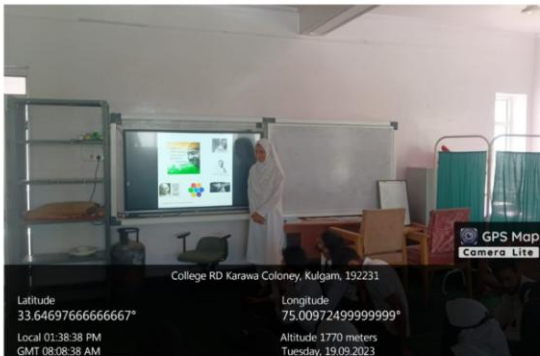 GPS Map
Camera Lite
College RD Karawa Coloney, Kulgam, 192231
Latitude
33.64697666666667°
Longitude
75.00972499999999°
Local 01:38:38 PM
GMT 08:08:38 AM
Altitude 1770 meters
Tuesday, 19.09.2023